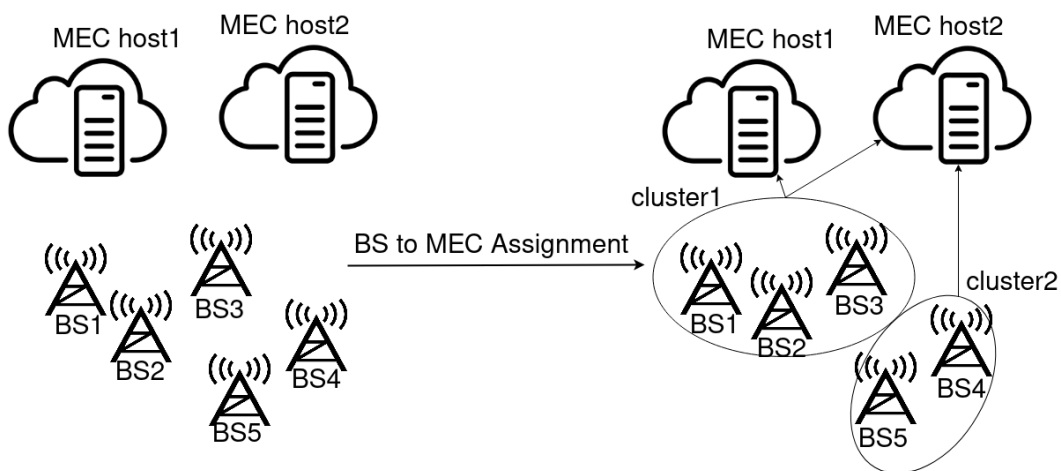 MEC host1
MEC host2
BS1
BS2
BS3
BS4
BS5
BS to MEC Assignment
MEC host1
MEC host2
cluster1
BS1
BS2
BS3
cluster2
BS4
BS5